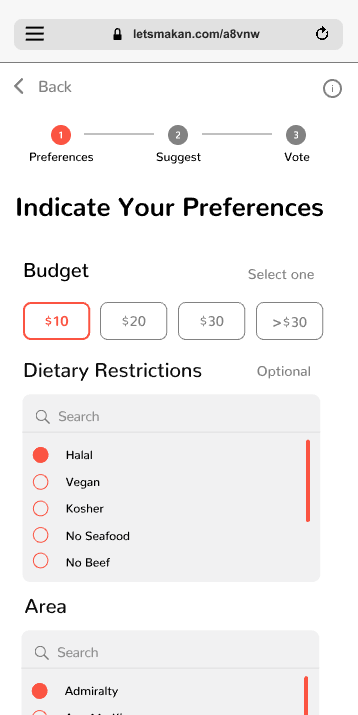 letsmakan.com/a8vnw
Back
i
1 2 3
Preferences Suggest Vote
Indicate Your Preferences
Budget Select one
$10 $20 $30 >$30
Dietary Restrictions Optional
Search
Halal
Vegan
Kosher
No Seafood
No Beef
Area
Search
Admiralty